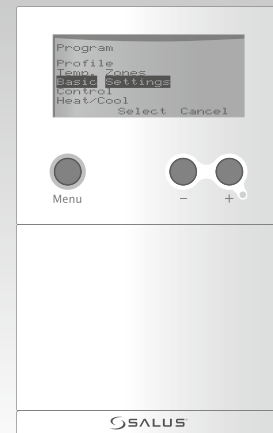 Program
Profile
Temp. Zones
Basic Settings
Control
Heat/Cool
Select Cancel
Menu - +
SALUS